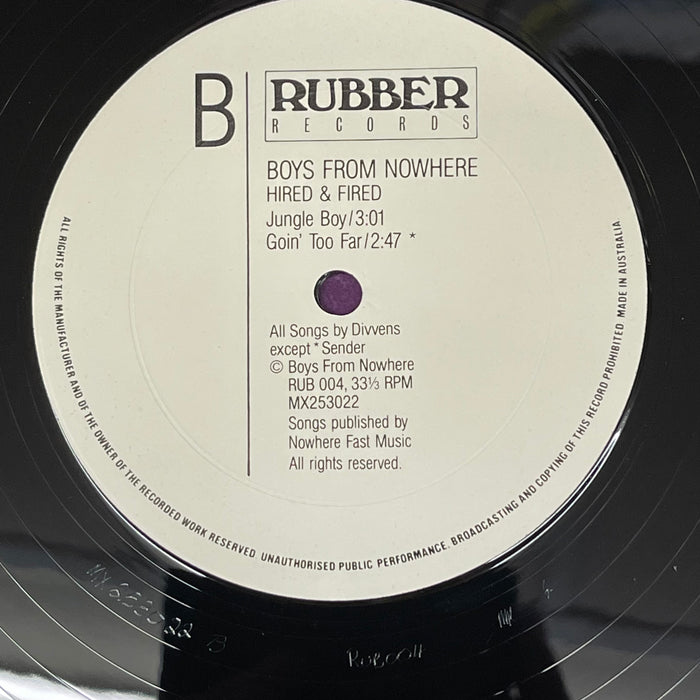 B
RUBBER
RECORDS
BOYS FROM NOWHERE
HIRED & FIRED
Jungle Boy/3:01
Goin' Too Far/2:47 *
All Songs by Divvens
except * Sender
© Boys From Nowhere
RUB 004, 33⅓ RPM
MX253022
Songs published by
Nowhere Fast Music
All rights reserved.
ALL RIGHTS OF THE MANUFACTURER AND OF THE OWNER OF THE RECORDED WORK RESERVED. UNAUTHORISED PUBLIC PERFORMANCE, BROADCASTING AND COPYING OF THIS RECORD PROHIBITED. MADE IN AUSTRALIA
RUB004